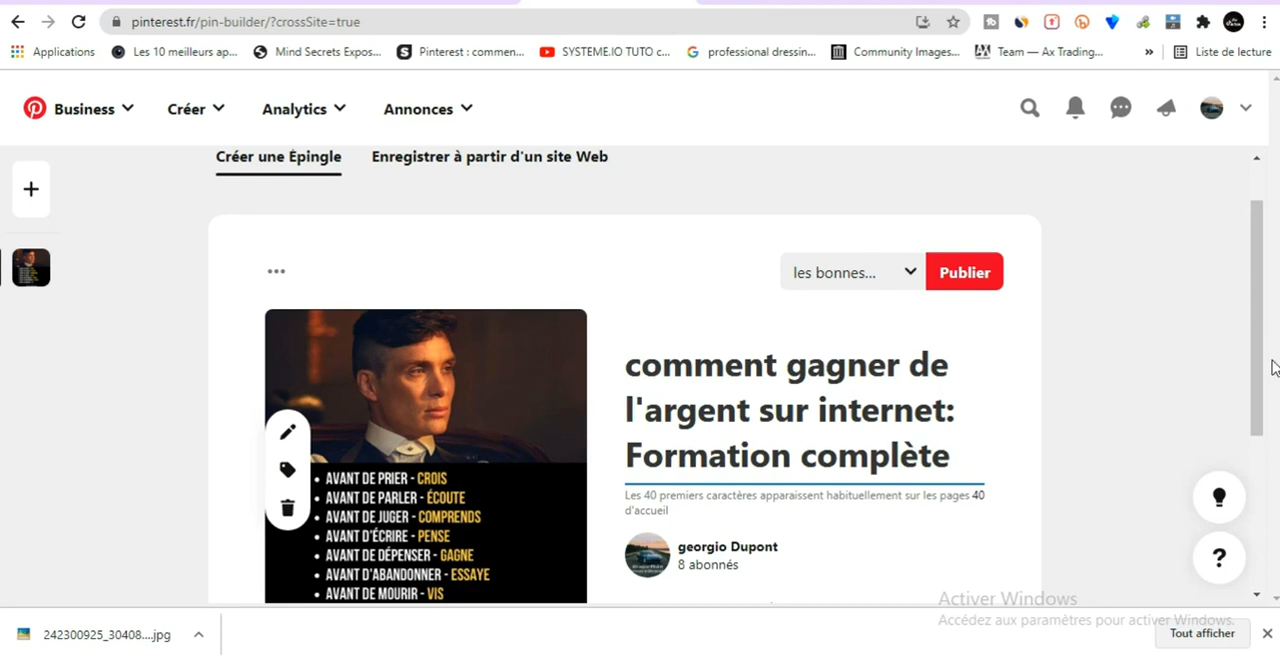 pinterest.fr/pin-builder/?crossSite=true
Applications Les 10 meilleurs ap... Mind Secrets Expos... Pinterest : commen... SYSTEME.IO TUTO c... professional dressin... Community Images... Team — Ax Trading... » Liste de lecture
Business Créer Analytics Annonces
Créer une Épingle Enregistrer à partir d'un site Web
les bonnes... Publier
comment gagner de
l'argent sur internet:
Formation complète
Les 40 premiers caractères apparaissent habituellement sur les pages 40
d'accueil
georgio Dupont
8 abonnés
• AVANT DE PRIER - CROIS
• AVANT DE PARLER - ÉCOUTE
• AVANT DE JUGER - COMPRENDS
• AVANT D'ÉCRIRE - PENSE
• AVANT DE DÉPENSER - GAGNE
• AVANT D'ABANDONNER - ESSAYE
• AVANT DE MOURIR - VIS
Activer Windows
Accédez aux paramètres pour activer Windows.
242300925_30408....jpg
Tout afficher